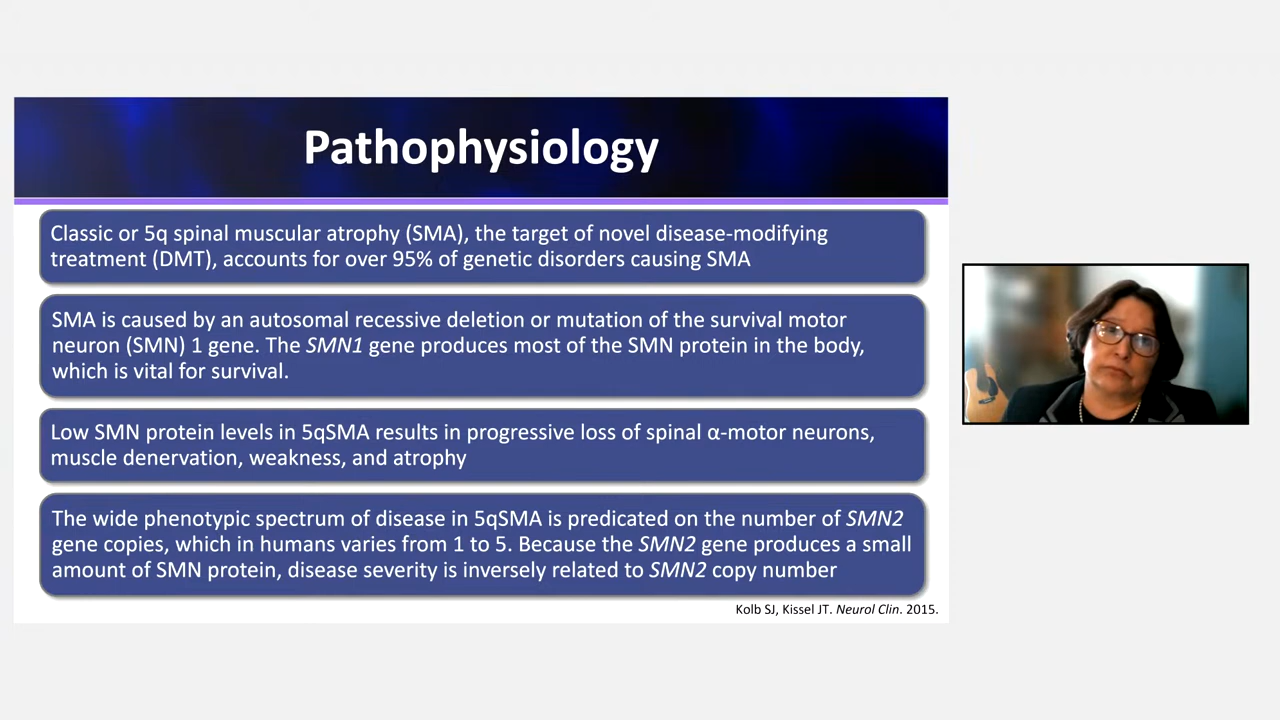 Pathophysiology
Classic or 5q spinal muscular atrophy (SMA), the target of novel disease-modifying
treatment (DMT), accounts for over 95% of genetic disorders causing SMA
SMA is caused by an autosomal recessive deletion or mutation of the survival motor
neuron (SMN) 1 gene. The SMN1 gene produces most of the SMN protein in the body,
which is vital for survival.
Low SMN protein levels in 5qSMA results in progressive loss of spinal α-motor neurons,
muscle denervation, weakness, and atrophy
The wide phenotypic spectrum of disease in 5qSMA is predicated on the number of SMN2
gene copies, which in humans varies from 1 to 5. Because the SMN2 gene produces a small
amount of SMN protein, disease severity is inversely related to SMN2 copy number
Kolb SJ, Kissel JT. Neurol Clin. 2015.